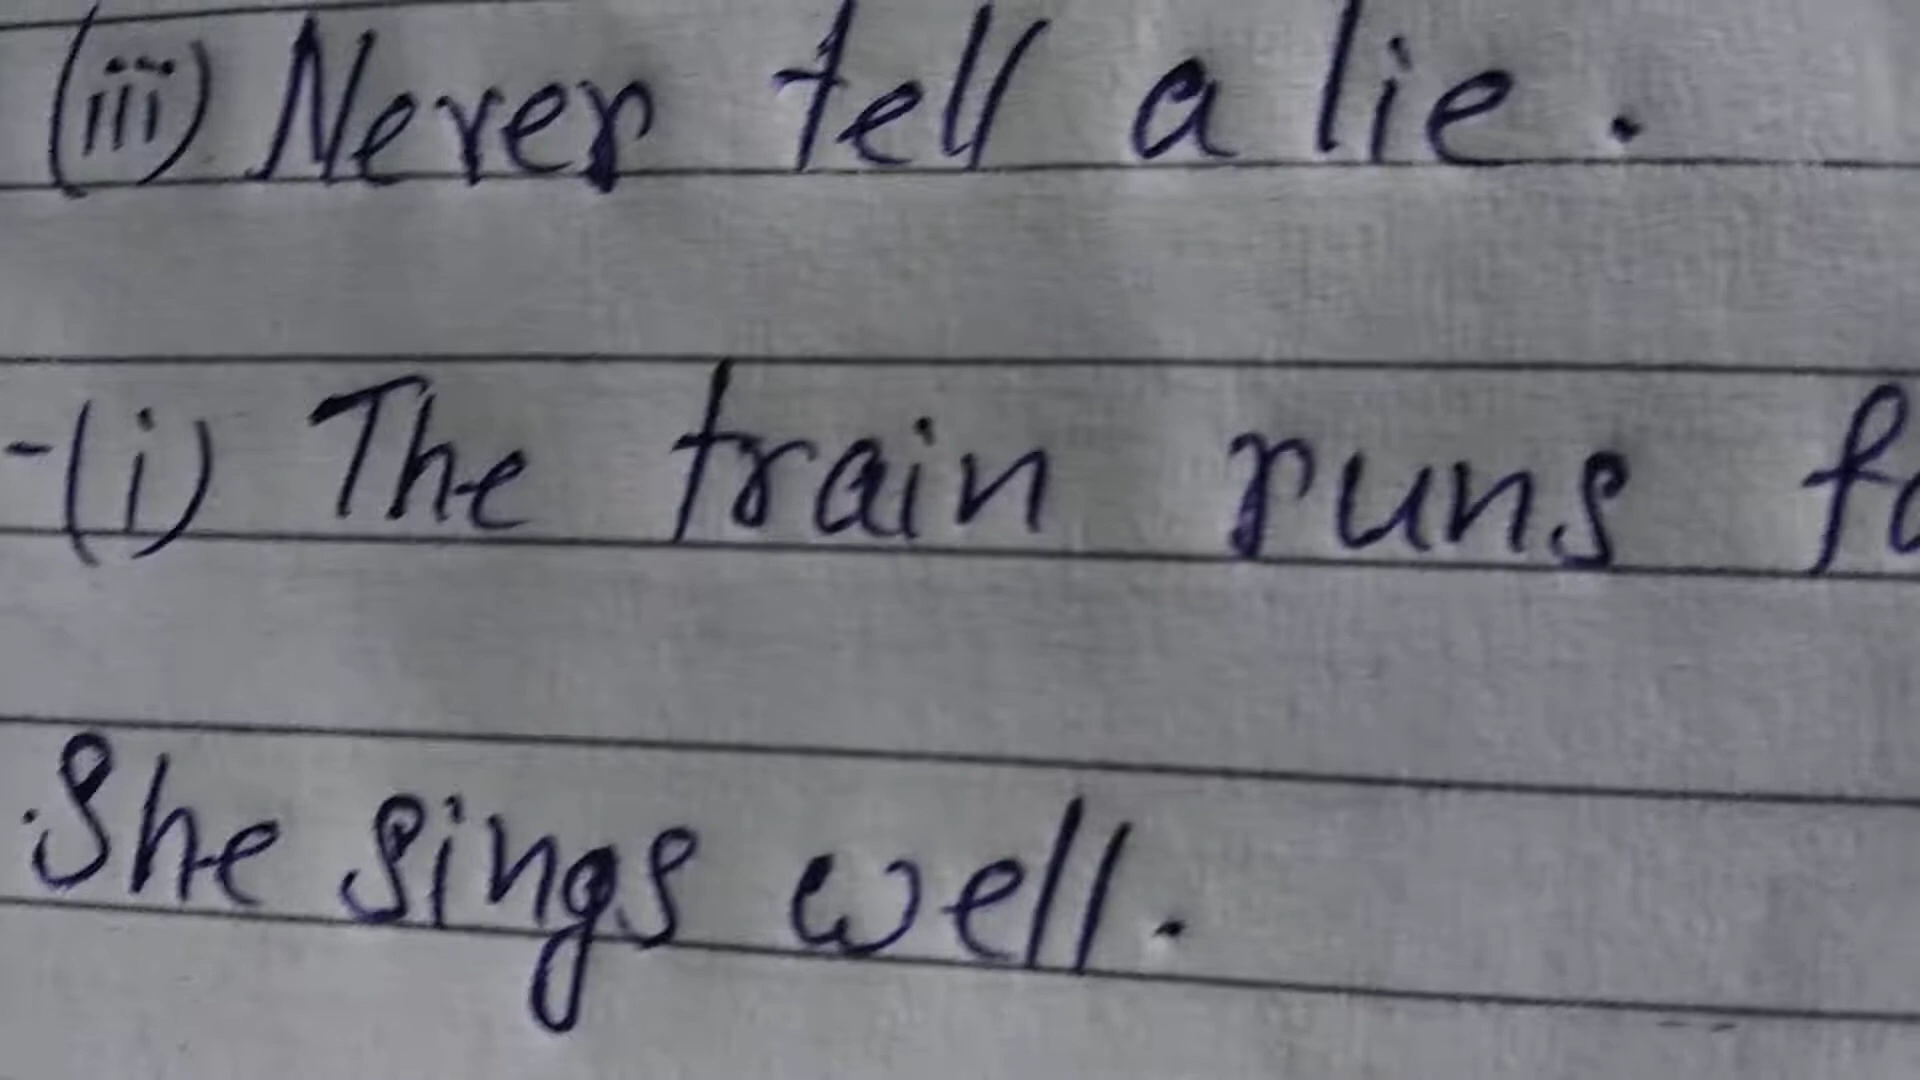 (iii) Never tell a lie.
-(i) The train runs
She sings well.